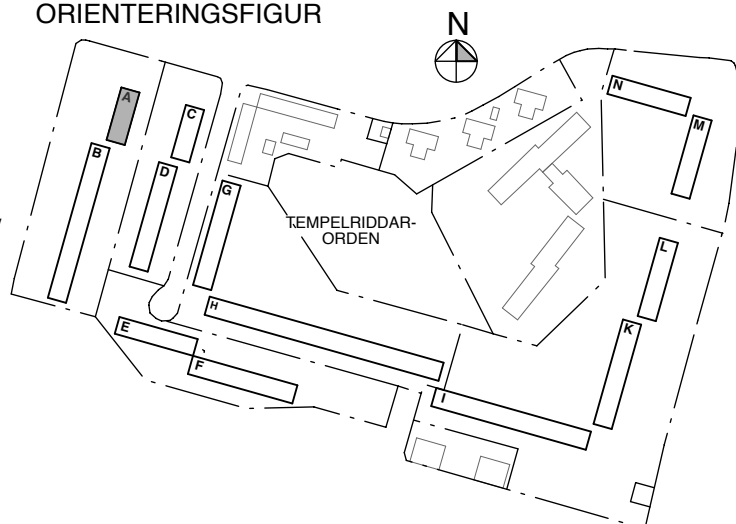 ORIENTERINGSFIGUR
N
A
B
C
D
G
TEMPELRIDDAR-
ORDEN
N
M
L
K
H
E
F
I